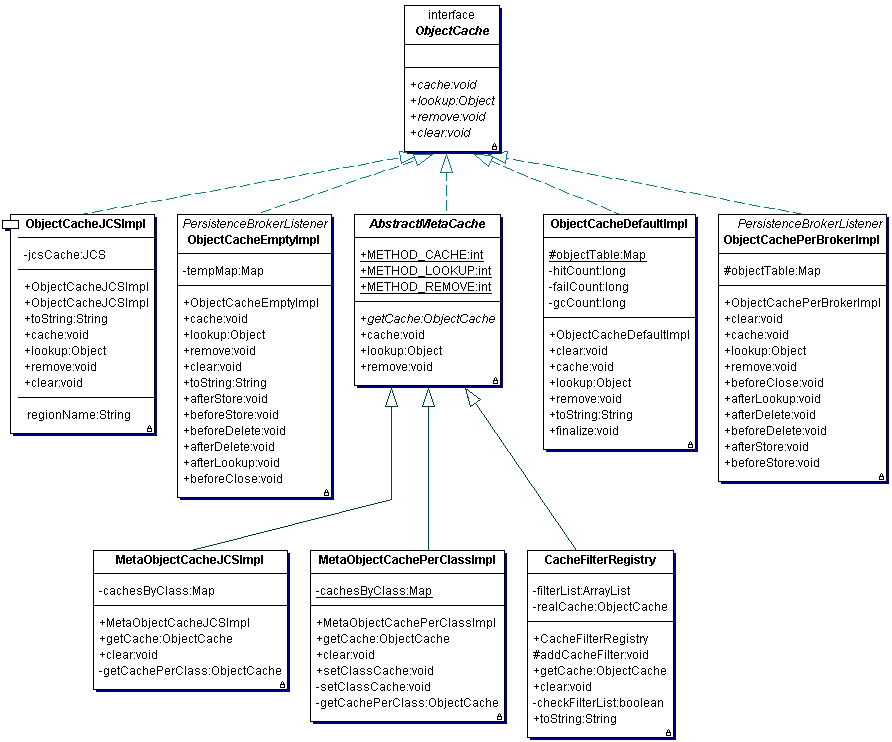 interface
ObjectCache
+cache:void
+lookup:Object
+remove:void
+clear:void
ObjectCacheJCSImpl
-jcsCache:JCS
+ObjectCacheJCSImpl
+ObjectCacheJCSImpl
+toString:String
+cache:void
+lookup:Object
+remove:void
+clear:void
regionName:String
PersistenceBrokerListener
ObjectCacheEmptyImpl
-tempMap:Map
+ObjectCacheEmptyImpl
+cache:void
+lookup:Object
+remove:void
+clear:void
+toString:String
+afterStore:void
+beforeStore:void
+beforeDelete:void
+afterDelete:void
+afterLookup:void
+beforeClose:void
AbstractMetaCache
+METHOD_CACHE:int
+METHOD_LOOKUP:int
+METHOD_REMOVE:int
+getCache:ObjectCache
+cache:void
+lookup:Object
+remove:void
ObjectCacheDefaultImpl
#objectTable:Map
-hitCount:long
-failCount:long
-gcCount:long
+ObjectCacheDefaultImpl
+clear:void
+cache:void
+lookup:Object
+remove:void
+toString:String
+finalize:void
PersistenceBrokerListener
ObjectCachePerBrokerImpl
#objectTable:Map
+ObjectCachePerBrokerImpl
+clear:void
+cache:void
+lookup:Object
+remove:void
+beforeClose:void
+afterLookup:void
+afterDelete:void
+beforeDelete:void
+afterStore:void
+beforeStore:void
MetaObjectCacheJCSImpl
-cachesByClass:Map
+MetaObjectCacheJCSImpl
+getCache:ObjectCache
+clear:void
-getCachePerClass:ObjectCache
MetaObjectCachePerClassImpl
-cachesByClass:Map
+MetaObjectCachePerClassImpl
+getCache:ObjectCache
+clear:void
+setClassCache:void
-setClassCache:void
-getCachePerClass:ObjectCache
CacheFilterRegistry
-filterList:ArrayList
-realCache:ObjectCache
+CacheFilterRegistry
#addCacheFilter:void
+getCache:ObjectCache
+clear:void
-checkFilterList:boolean
+toString:String